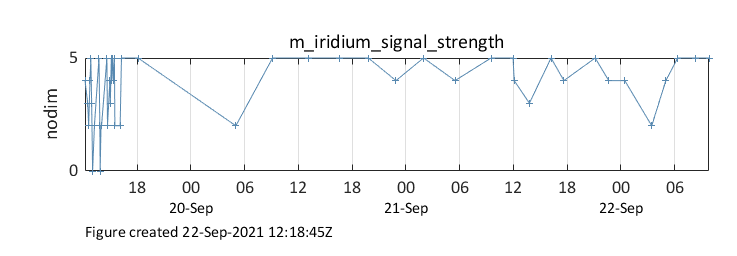 m_iridium_signal_strength
nodim
5
0
18 00 06 12 18 00 06 12 18 00 06
20-Sep 21-Sep 22-Sep
Figure created 22-Sep-2021 12:18:45Z